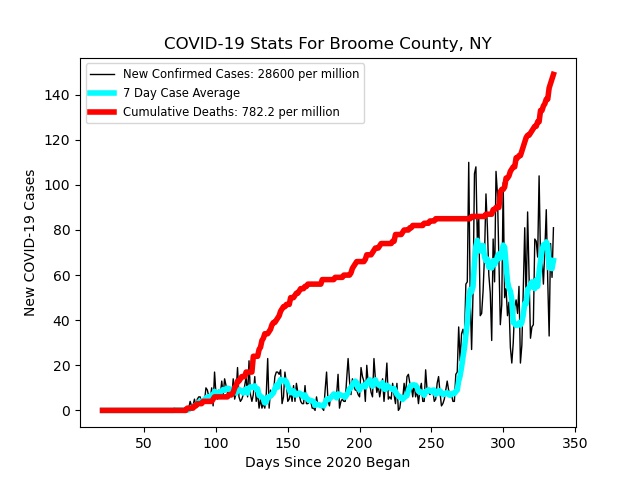 COVID-19 Stats For Broome County, NY
New Confirmed Cases: 28600 per million
7 Day Case Average
Cumulative Deaths: 782.2 per million
New COVID-19 Cases
140
120
100
80
60
40
20
0
50 100 150 200 250 300 350
Days Since 2020 Began